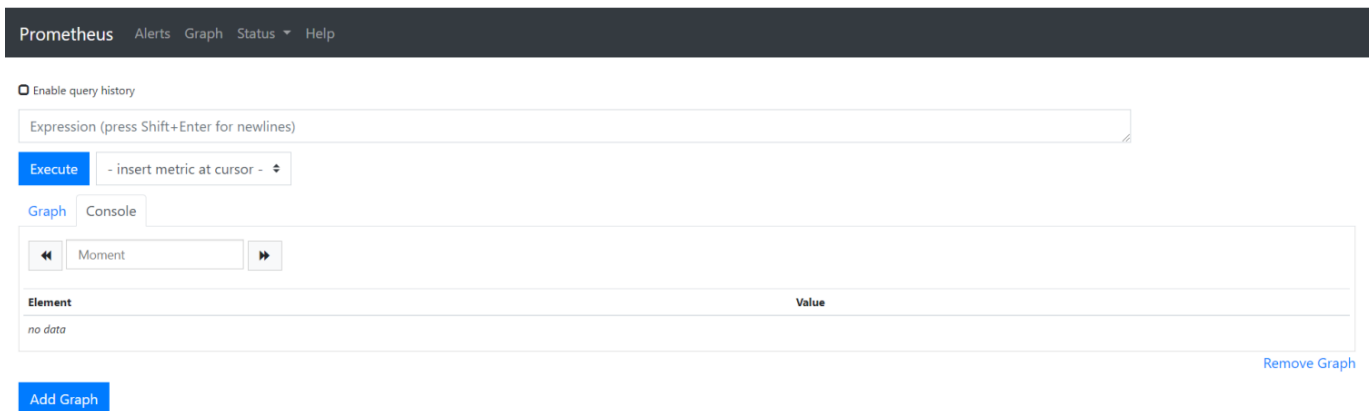 Prometheus Alerts Graph Status Help
Enable query history
Expression (press Shift+Enter for newlines)
Execute - insert metric at cursor -
Graph Console
Moment
Element Value
no data
Remove Graph
Add Graph